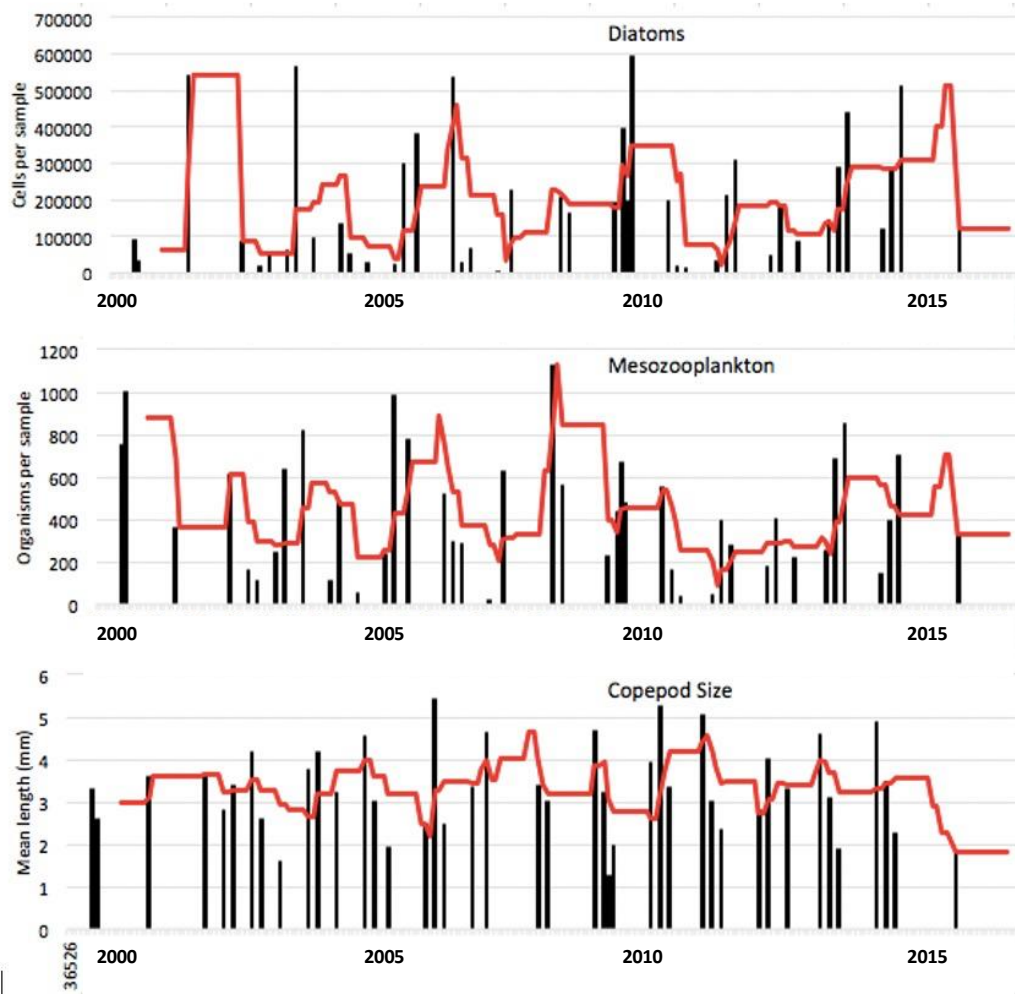 Diatoms
Cells per sample
700000
600000
500000
400000
300000
200000
100000
0
2000 2005 2010 2015
Mesozooplankton
Organisms per sample
1200
1000
800
600
400
200
0
2000 2005 2010 2015
Copepod Size
Mean length (mm)
6
5
4
3
2
1
0
36526
2000 2005 2010 2015